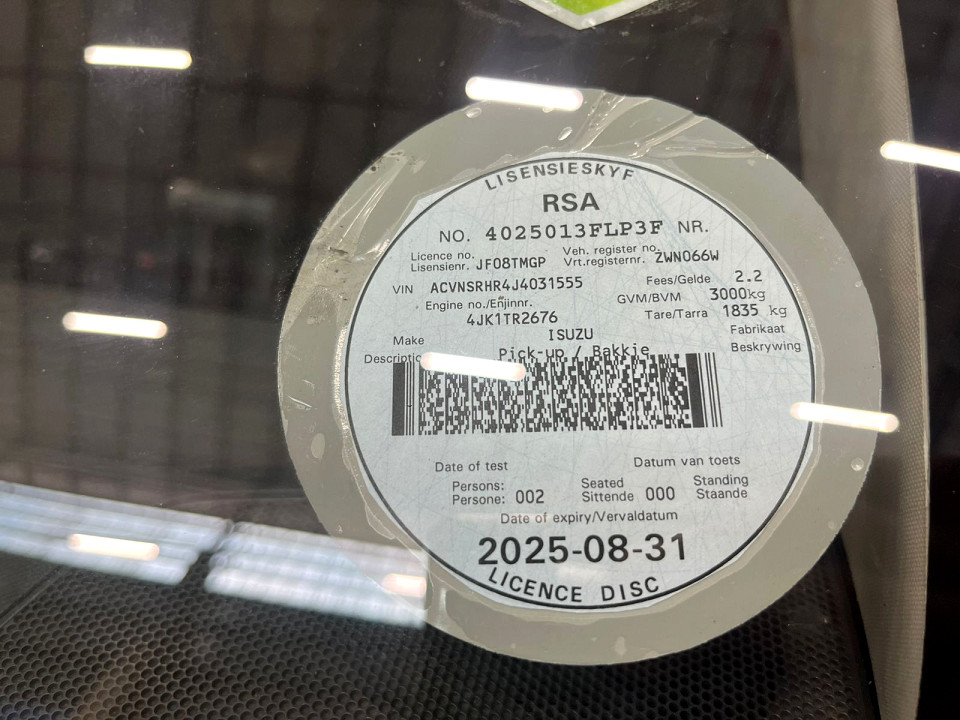 LISENSIESKYF
RSA
NO. 4025013FLP3F NR.
Licence no. Veh. register no.
Lisensienr. JF08TMGP Vrt.registernr. ZWN066W
VIN ACVNSRHR4J4031555 Fees/Gelde 2.2
Engine no./Enjinnr. GVM/BVM 3000kg
4JK1TR2676 Tare/Tarra 1835 kg
Make ISUZU Fabrikaat
Pick-up / Bakkie Beskrywing
Date of test Datum van toets
Persons: Seated Standing
Persone: 002 Sittende 000 Staande
Date of expiry/Vervaldatum
2025-08-31
LICENCE DISC